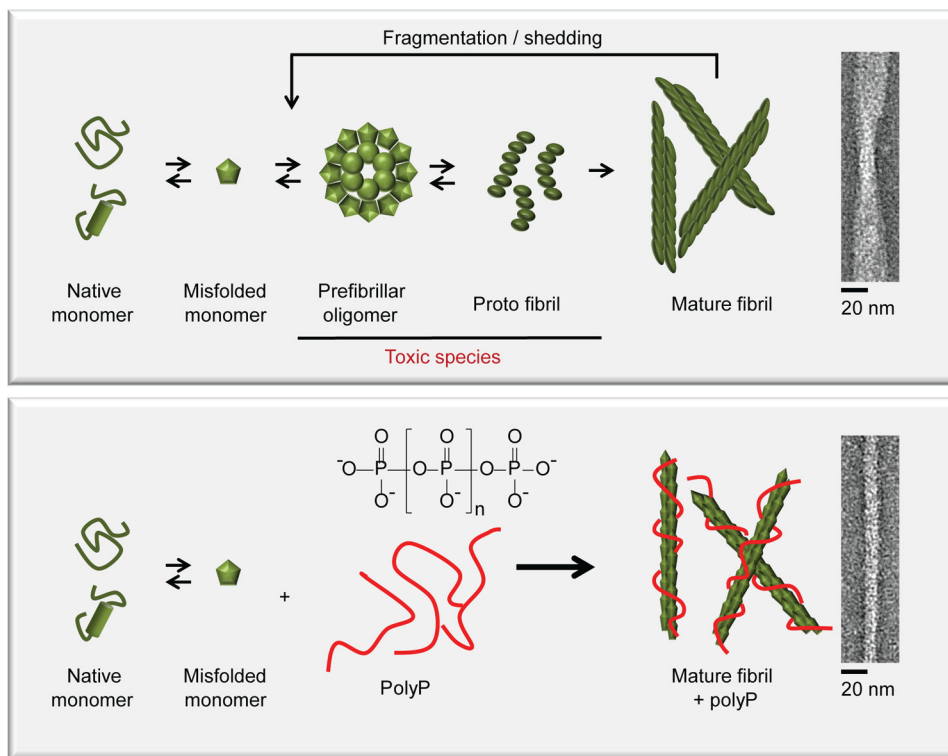 Fragmentation / shedding
Native
monomer
Misfolded
monomer
Prefibrillar
oligomer
Proto fibril
Mature fibril
20 nm
Toxic species
O O O
-O-P-[O-P-]O-P-O-
O- O- O-
n
+
Native
monomer
Misfolded
monomer
PolyP
Mature fibril
+ polyP
20 nm